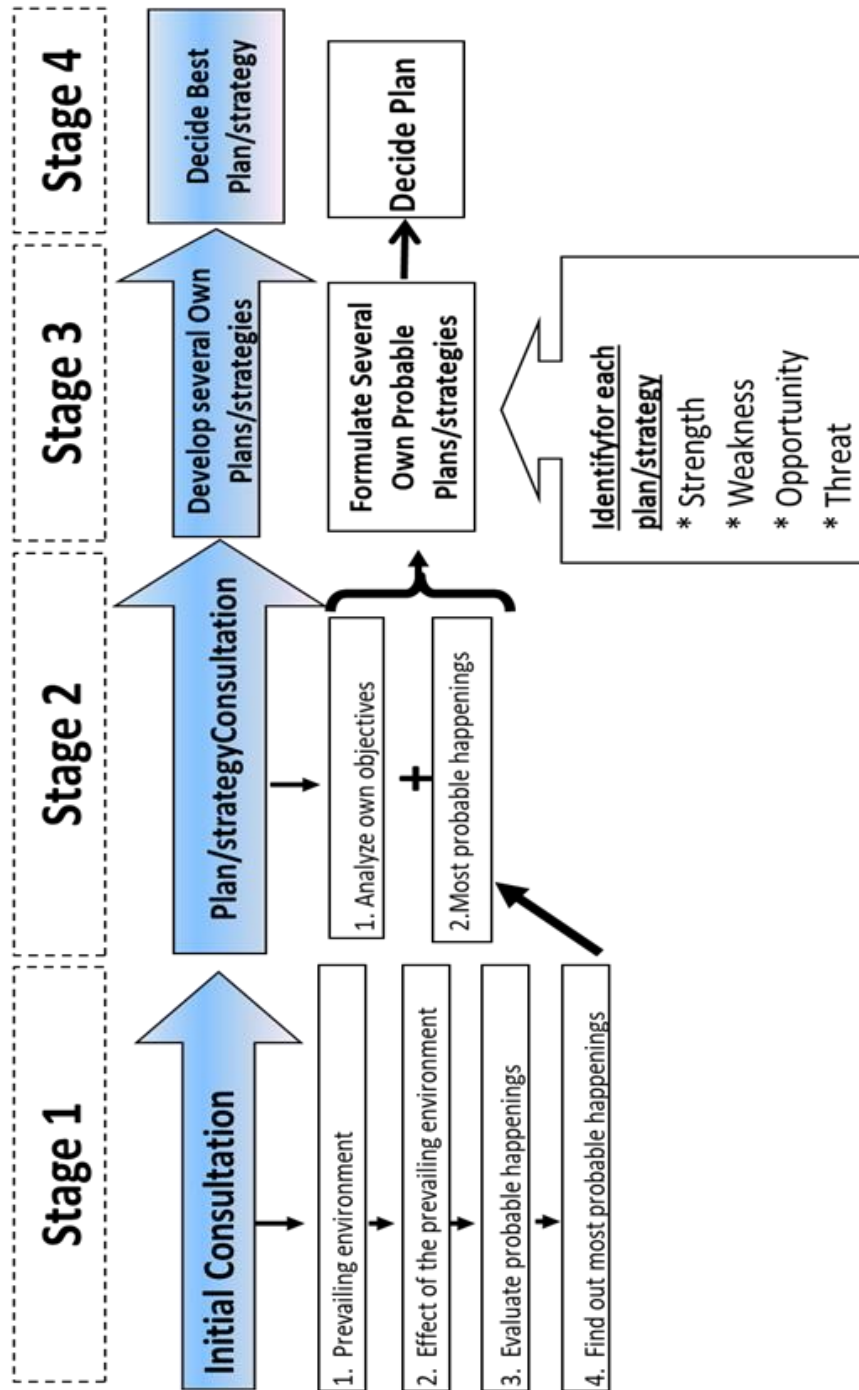 Stage 1
Stage 2
Stage 3
Stage 4
Initial Consultation
Plan/strategyConsultation
Develop several Own
Plans/strategies
Decide Best
Plan/strategy
1. Prevailing environment
2. Effect of the prevailing environment
3. Evaluate probable happenings
4. Find out most probable happenings
1. Analyze own objectives
+
2.Most probable happenings
Formulate Several
Own Probable
Plans/strategies
Decide Plan
Identifyfor each
plan/strategy
* Strength
* Weakness
* Opportunity
* Threat